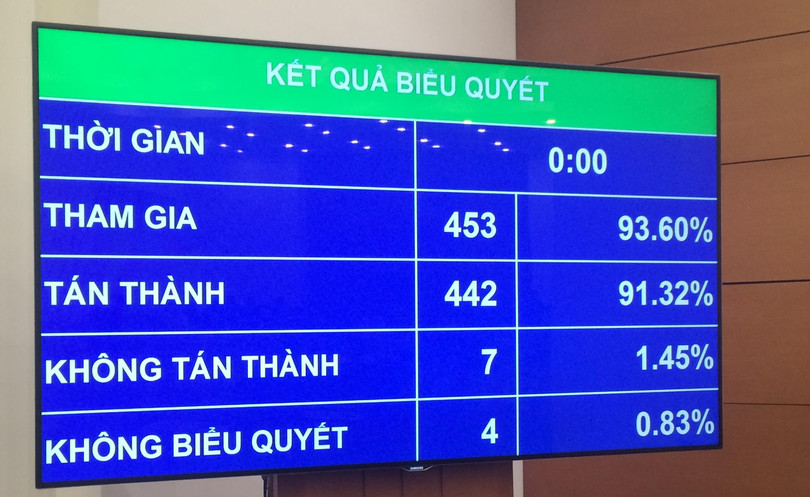 KẾT QUẢ BIỂU QUYẾT
THỜI GIAN 0:00
THAM GIA 453 93.60%
TÁN THÀNH 442 91.32%
KHÔNG TÁN THÀNH 7 1.45%
KHÔNG BIỂU QUYẾT 4 0.83%
SAMSUNG